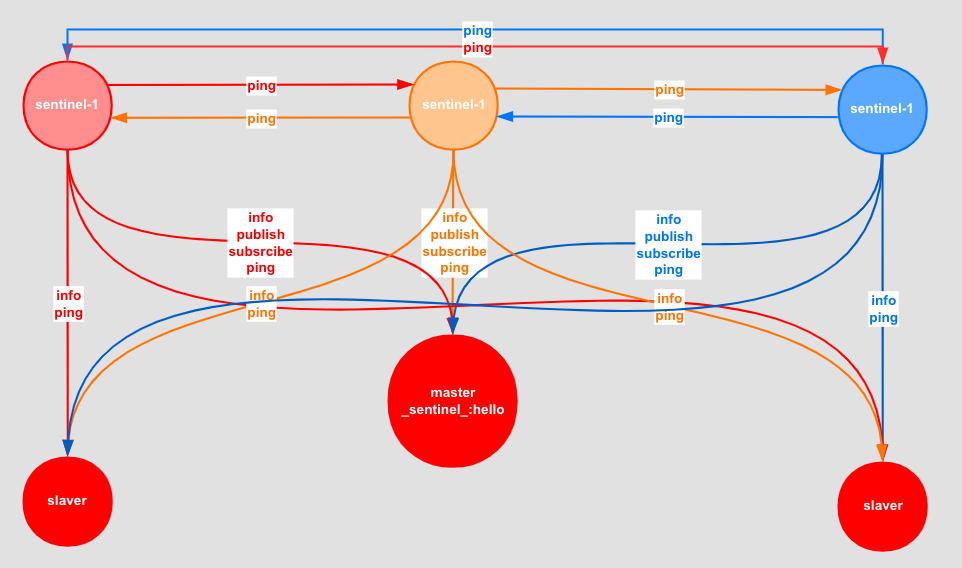 ping
ping
sentinel-1
ping
ping
sentinel-1
ping
ping
sentinel-1
info
publish
subsrcibe
ping
info
publish
subscribe
ping
info
publish
subscribe
ping
info
ping
info
ping
info
ping
info
ping
master
_sentinel_:hello
slaver
slaver